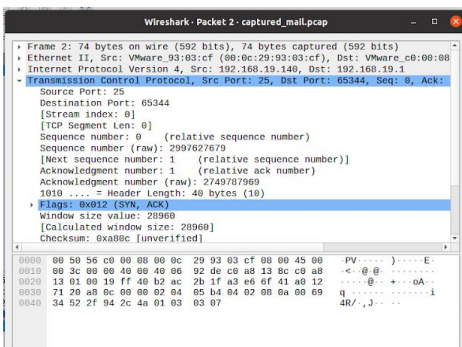 Wireshark · Packet 2 · captured_mail.pcap
Frame 2: 74 bytes on wire (592 bits), 74 bytes captured (592 bits)
Ethernet II, Src: VMware_93:03:cf (00:0c:29:93:03:cf), Dst: VMware_c0:00:08
Internet Protocol Version 4, Src: 192.168.19.140, Dst: 192.168.19.1
Transmission Control Protocol, Src Port: 25, Dst Port: 65344, Seq: 0, Ack:
Source Port: 25
Destination Port: 65344
[Stream index: 0]
[TCP Segment Len: 0]
Sequence number: 0 (relative sequence number)
Sequence number (raw): 2997627679
[Next sequence number: 1 (relative sequence number)]
Acknowledgment number: 1 (relative ack number)
Acknowledgment number (raw): 2749787969
1010 .... = Header Length: 40 bytes (10)
Flags: 0x012 (SYN, ACK)
Window size value: 28960
[Calculated window size: 28960]
Checksum: 0xa80c [unverified]
0000 00 50 56 c0 00 08 00 0c 29 93 03 cf 08 00 45 00 ·PV····· )·····E·
0010 00 3c 00 00 40 00 40 06 92 de c0 a8 13 8c c0 a8 ·<··@·@· ········
0020 13 01 00 19 ff 40 b2 ac 2b 1f a3 e6 6f 41 a0 12 ·····@·· +···oA··
0030 71 20 a8 0c 00 00 02 04 05 b4 04 02 08 0a 00 69 q ······ ·······i
0040 34 52 2f 94 2c 4a 01 03 03 07 4R/·,J·· ··